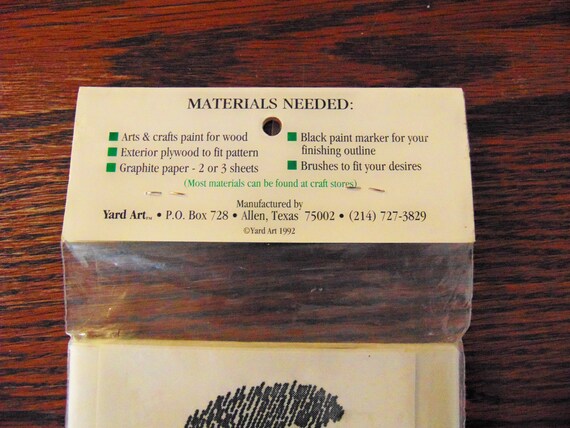 MATERIALS NEEDED:
■ Arts & crafts paint for wood
■ Exterior plywood to fit pattern
■ Graphite paper - 2 or 3 sheets
■ Black paint marker for your
finishing outline
■ Brushes to fit your desires
(Most materials can be found at craft stores)
Manufactured by
Yard Art™ • P.O. Box 728 • Allen, Texas 75002 • (214) 727-3829
©Yard Art 1992